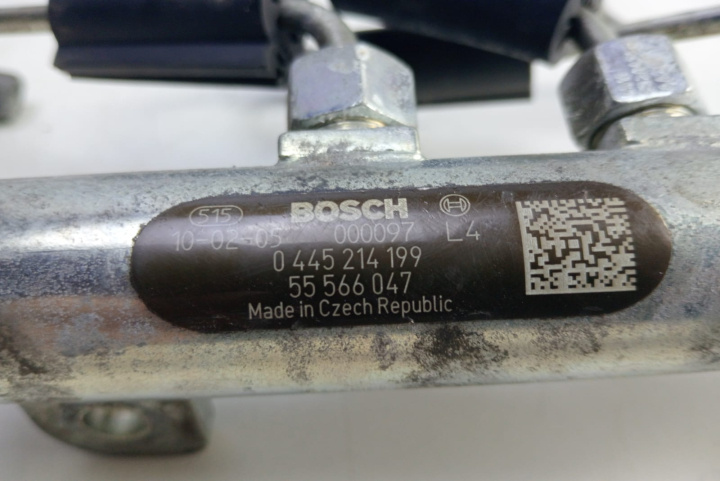 515 BOSCH
10-02-05 000097 L4
0 445 214 199
55 566 047
Made in Czech Republic